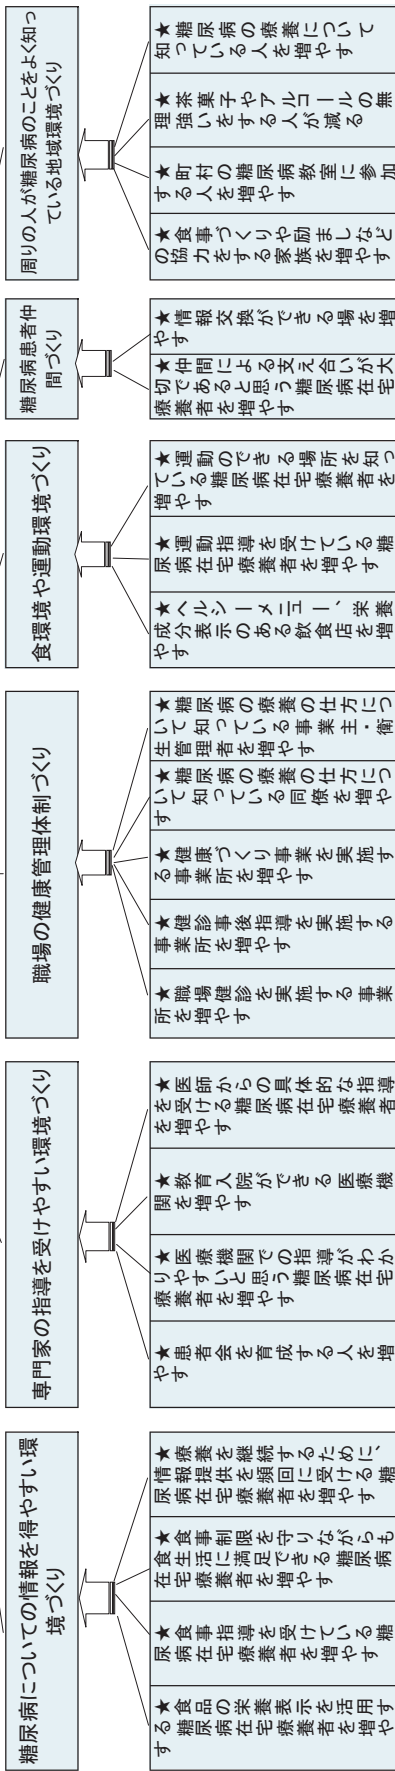 糖尿病についての情報を得やすい環
境づくり
★食品の栄養表示を活用す
る糖尿病在宅療養者を増や
す
★食事指導を受けている糖
尿病在宅療養者を増やす
★食事制限を守りながらも
食生活に満足できる糖尿病
在宅療養者を増やす
★療養を継続するために、
情報提供を頻回に受ける糖
尿病在宅療養者を増やす
専門家の指導を受けやすい環境づくり
★患者会を育成する人を増
やす
★医療機関での指導がわか
りやすいと思う糖尿病在宅
療養者を増やす
★教育入院ができる医療機
関を増やす
★医師からの具体的な指導
を受ける糖尿病在宅療養者
を増やす
職場の健康管理体制づくり
★職場健診を実施する事業
所を増やす
★健診事後指導を実施する
事業所を増やす
★健康づくり事業を実施す
る事業所を増やす
★糖尿病の療養の仕方につ
いて知っている同僚を増や
す
★糖尿病の療養の仕方につ
いて知っている事業主・衛
生管理者を増やす
食環境や運動環境づくり
★ヘルシーメニュー、栄養
成分表示のある飲食店を増
やす
★運動指導を受けている糖
尿病在宅療養者を増やす
★運動のできる場所を知っ
ている糖尿病在宅療養者を
増やす
糖尿病患者仲
間づくり
★仲間による支え合いが大
切であると思う糖尿病在宅
療養者を増やす
★情報交換ができる場を増
やす
周りの人が糖尿病のことをよく知っ
ている地域環境づくり
★食事づくりや励ましなど
の協力をする家族を増やす
★町村の糖尿病教室に参加
する人を増やす
★茶菓子やアルコールの無
理強いをする人が減る
★糖尿病の療養について
知っている人を増やす